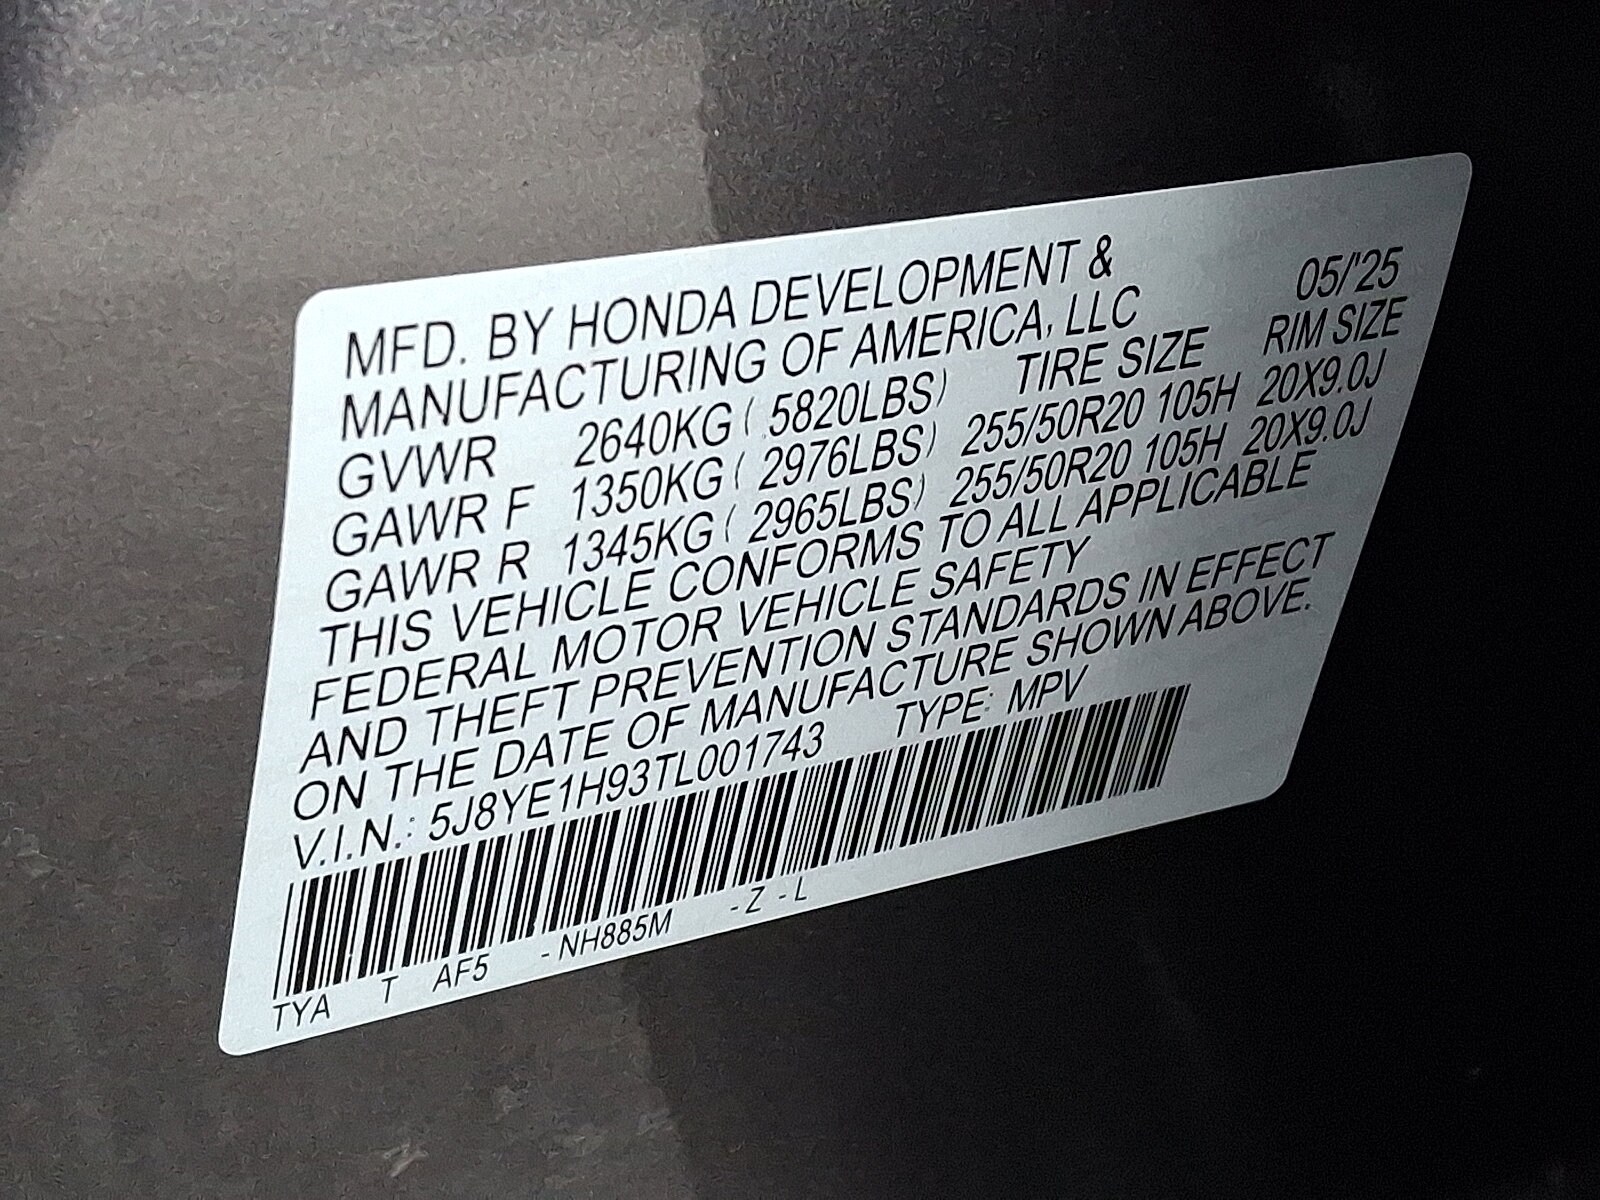 MFD. BY HONDA DEVELOPMENT &
MANUFACTURING OF AMERICA, LLC 05/'25
GVWR 2640KG ( 5820LBS) TIRE SIZE RIM SIZE
GAWR F 1350KG ( 2976LBS) 255/50R20 105H 20X9.0J
GAWR R 1345KG ( 2965LBS) 255/50R20 105H 20X9.0J
THIS VEHICLE CONFORMS TO ALL APPLICABLE
FEDERAL MOTOR VEHICLE SAFETY
AND THEFT PREVENTION STANDARDS IN EFFECT
ON THE DATE OF MANUFACTURE SHOWN ABOVE.
V.I.N.: 5J8YE1H93TL001743 TYPE: MPV
TYA T AF5 -NH885M -Z -L